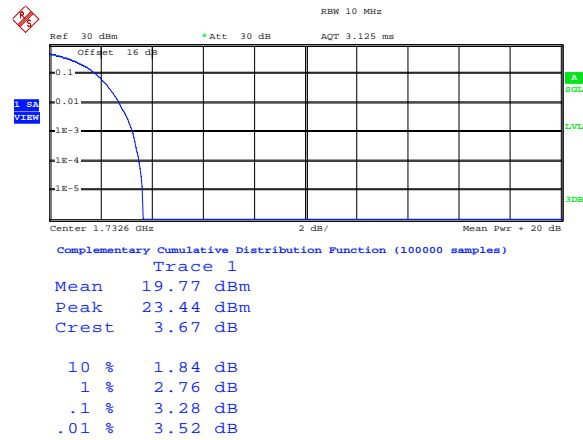 RBW 10 MHz
Ref 30 dBm * Att 30 dB AQT 3.125 ms
Offset 16 dB
0.1
0.01
1E-3
1E-4
1E-5
1 SA
VIEW
A
SGL
LVL
3DB
Center 1.7326 GHz 2 dB/ Mean Pwr + 20 dB
Complementary Cumulative Distribution Function (100000 samples)
Trace 1
Mean 19.77 dBm
Peak 23.44 dBm
Crest 3.67 dB
10 % 1.84 dB
1 % 2.76 dB
.1 % 3.28 dB
.01 % 3.52 dB